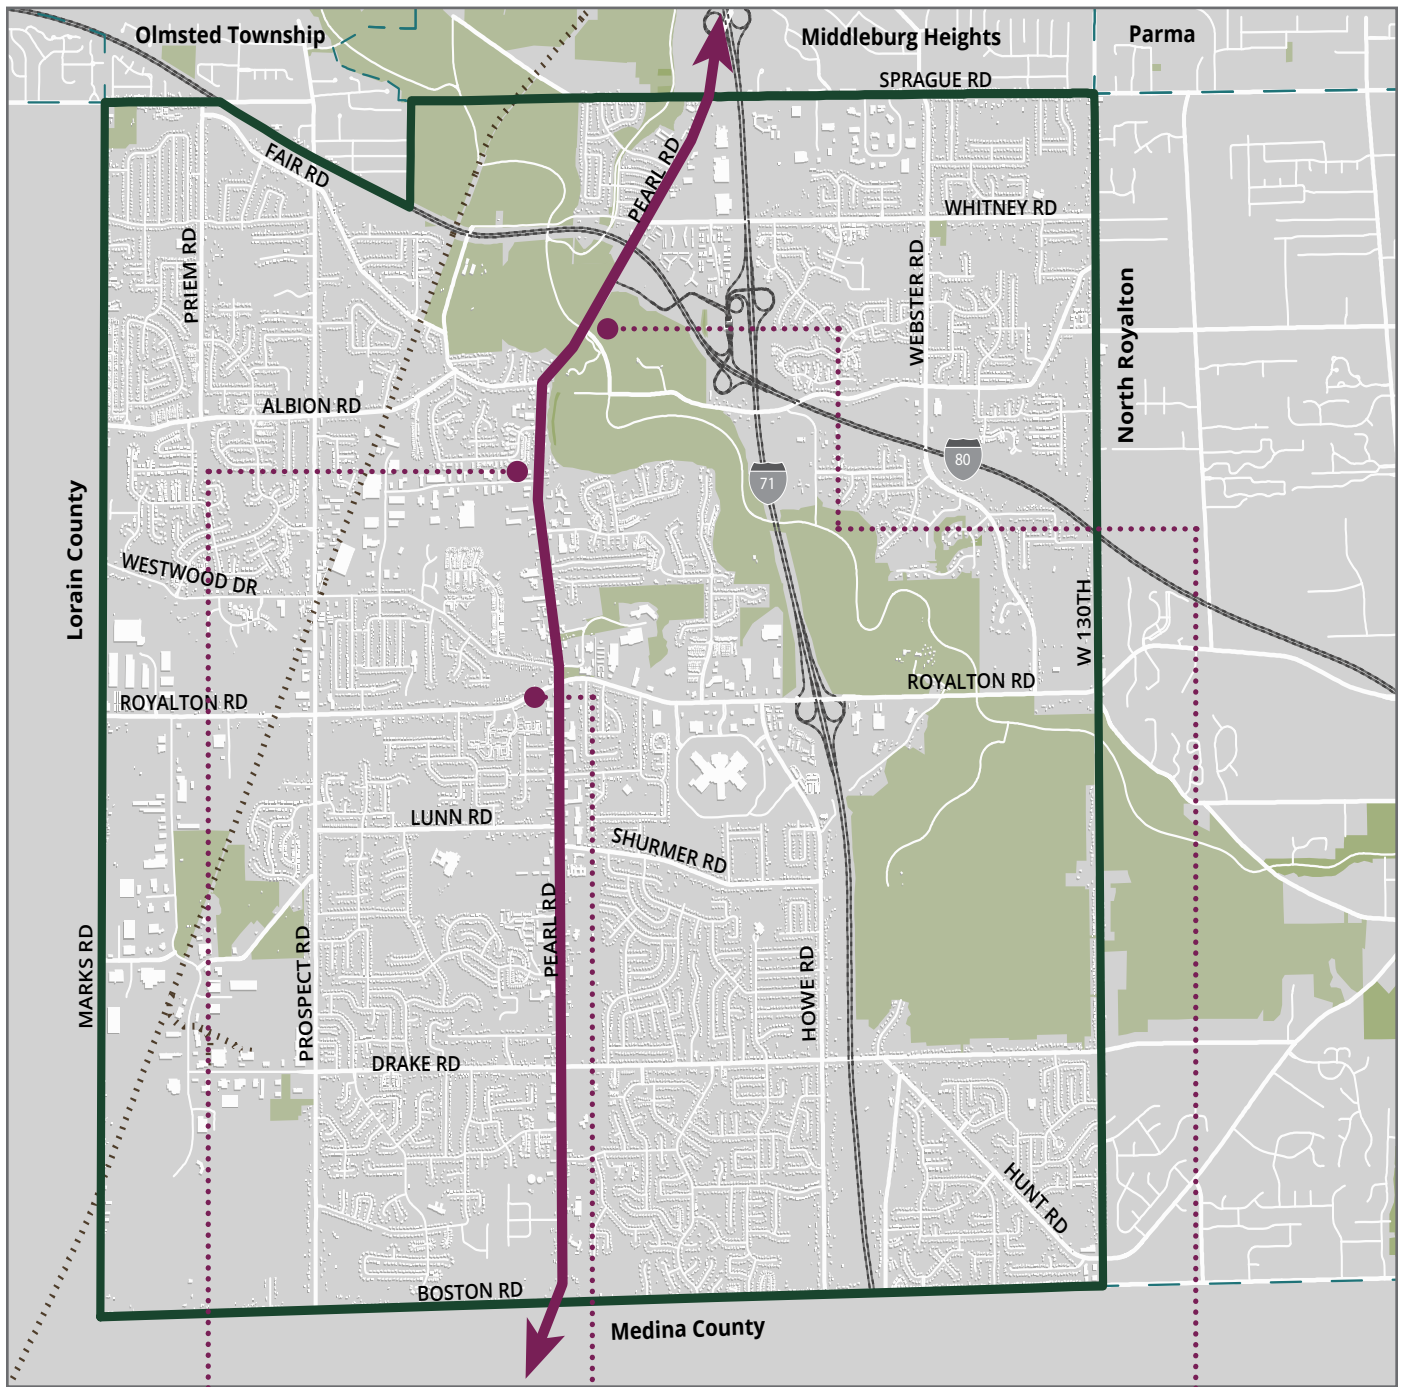 Olmsted Township
Middleburg Heights
Parma
SPRAGUE RD
FAIR RD
PEARL RD
WHITNEY RD
PRIEM RD
WEBSTER RD
North Royalton
ALBION RD
80
71
Lorain County
WESTWOOD DR
W 130TH
ROYALTON RD
ROYALTON RD
LUNN RD
SHURMER RD
MARKS RD
PROSPECT RD
PEARL RD
HOWE RD
DRAKE RD
HUNT RD
BOSTON RD
Medina County